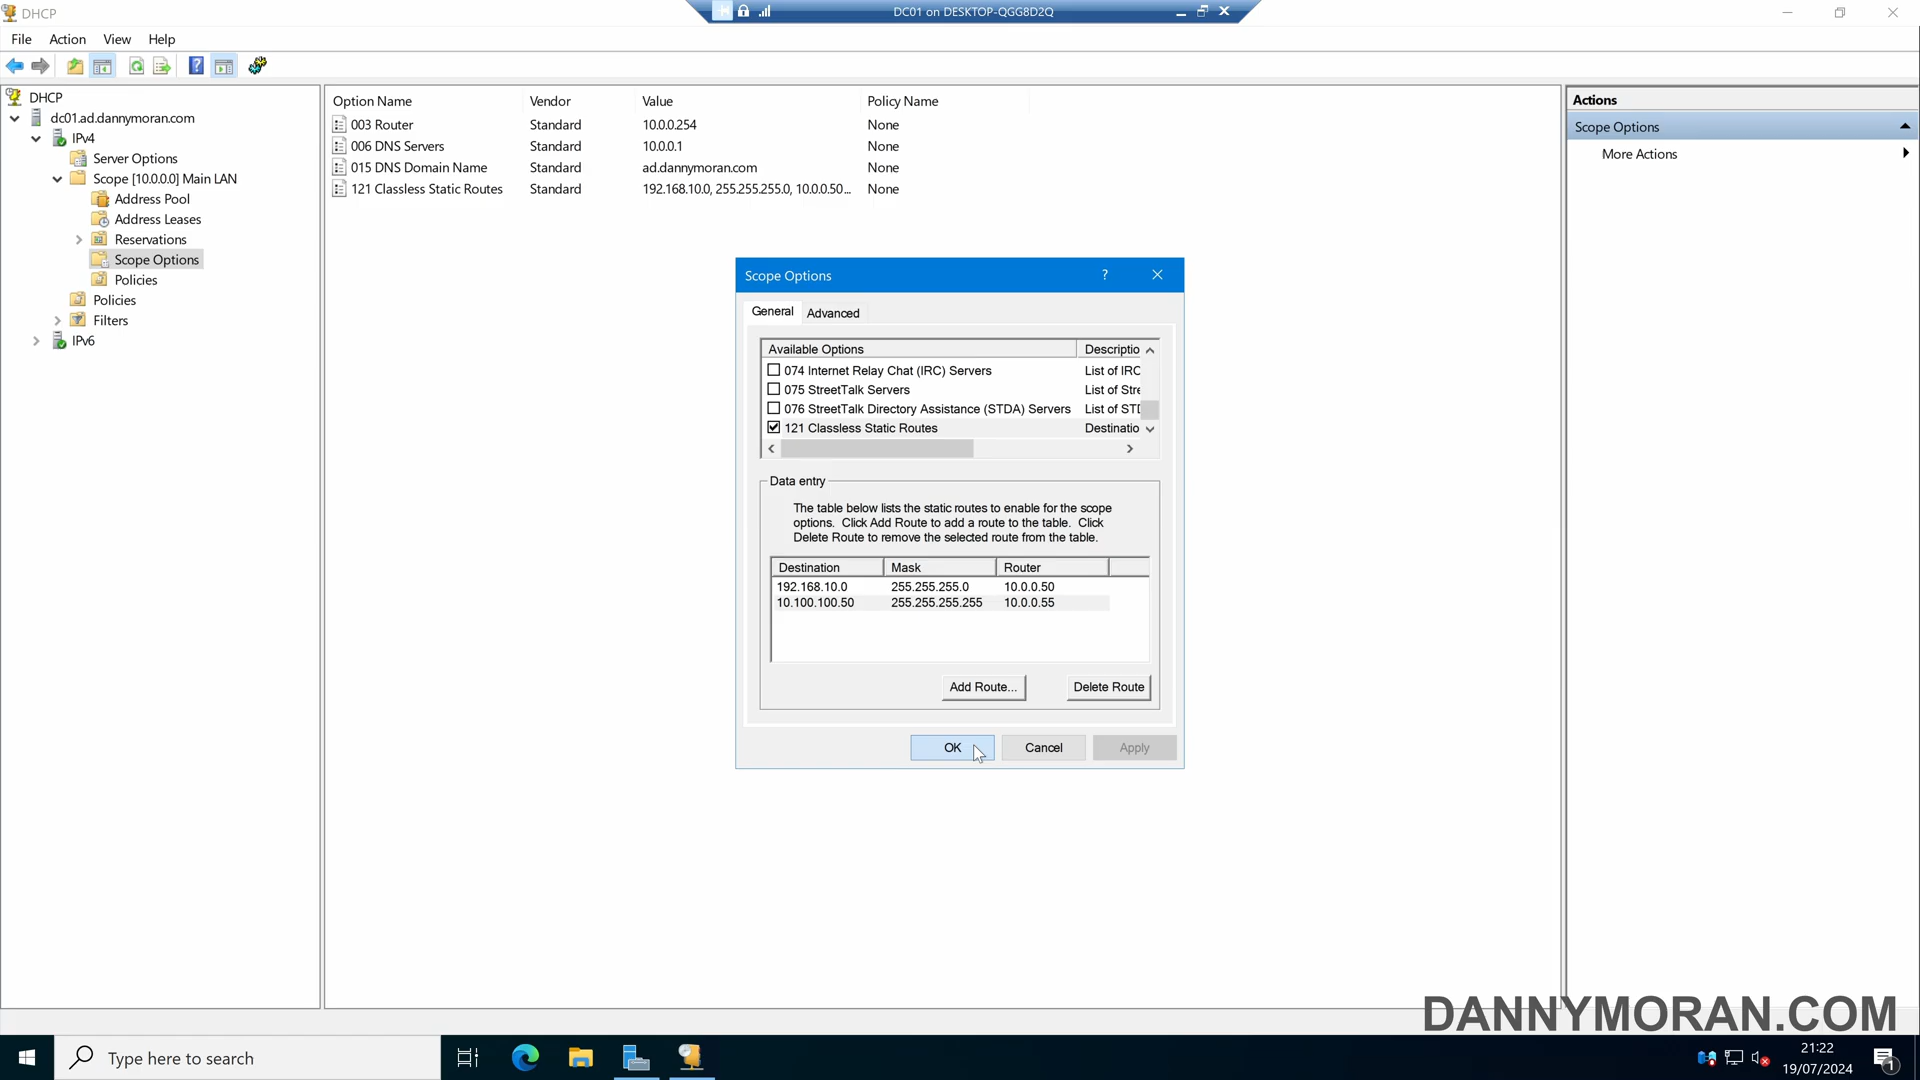 DHCP
DC01 on DESKTOP-QGG8D2Q
File Action View Help
DHCP
dc01.ad.dannymoran.com
IPv4
Server Options
Scope [10.0.0.0] Main LAN
Address Pool
Address Leases
Reservations
Scope Options
Policies
Policies
Filters
IPv6
Option Name Vendor Value Policy Name
003 Router Standard 10.0.0.254 None
006 DNS Servers Standard 10.0.0.1 None
015 DNS Domain Name Standard ad.dannymoran.com None
121 Classless Static Routes Standard 192.168.10.0, 255.255.255.0, 10.0.0.50... None
Actions
Scope Options
More Actions
Scope Options
?
General Advanced
Available Options Descriptio
074 Internet Relay Chat (IRC) Servers List of IRC
075 StreetTalk Servers List of Stre
076 StreetTalk Directory Assistance (STDA) Servers List of STD
121 Classless Static Routes Destinatio
Data entry
The table below lists the static routes to enable for the scope
options. Click Add Route to add a route to the table. Click
Delete Route to remove the selected route from the table.
Destination Mask Router
192.168.10.0 255.255.255.0 10.0.0.50
10.100.100.50 255.255.255.255 10.0.0.55
Add Route... Delete Route
OK Cancel Apply
DANNYMORAN.COM
Type here to search
21:22
19/07/2024
1